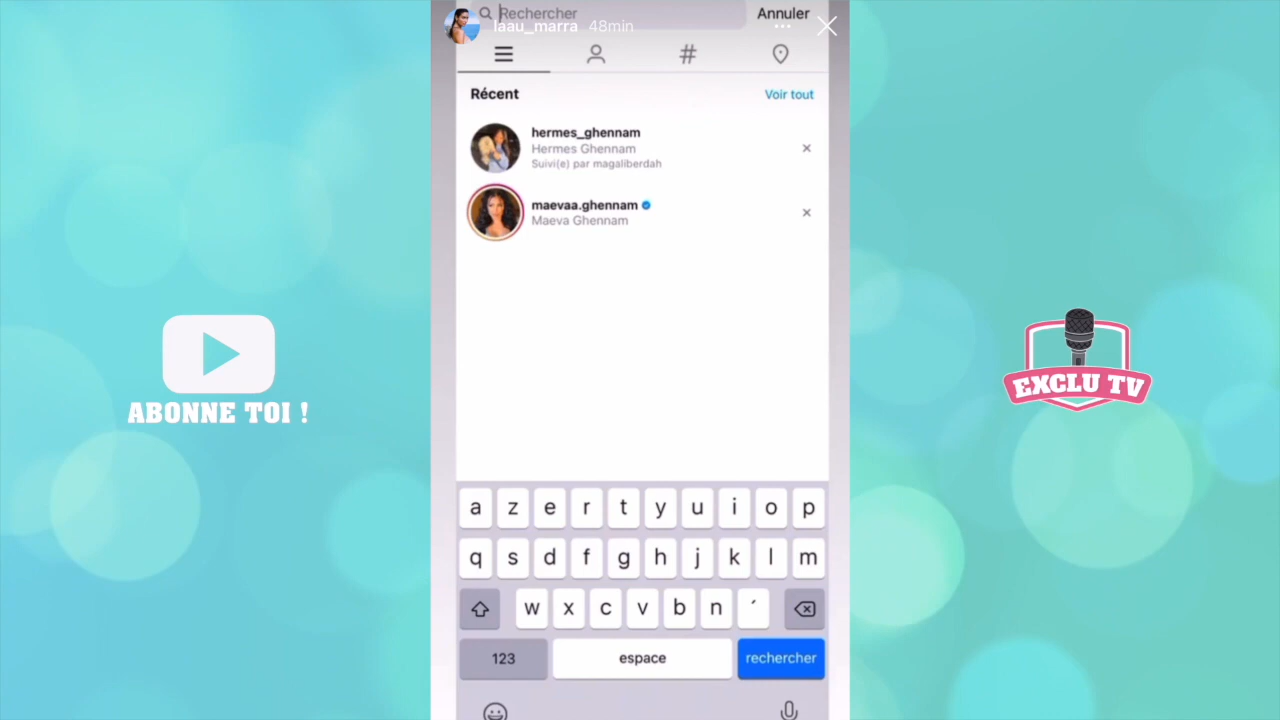 Rechercher
Annuler
laau_marra 48min
#
Récent
Voir tout
hermes_ghennam
Hermes Ghennam
Suivi(e) par magaliberdah
maevaa.ghennam
Maeva Ghennam
ABONNE TOI !
EXCLU TV
a z e r t y u i o p
q s d f g h j k l m
w x c v b n ´
123 espace rechercher